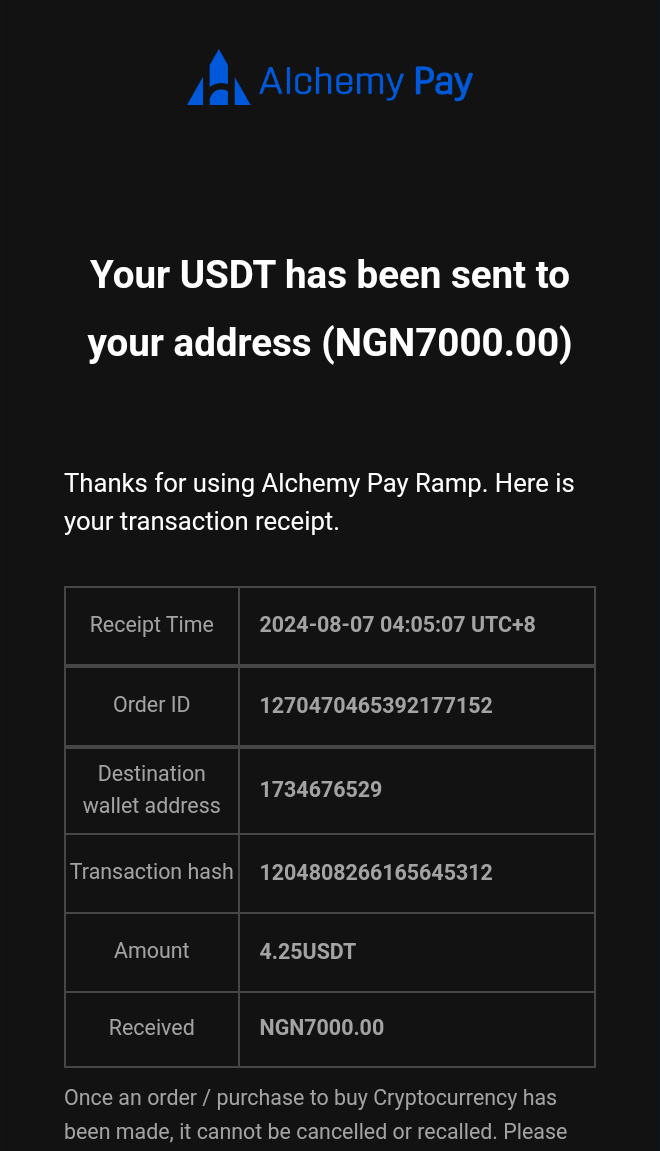 Alchemy Pay
Your USDT has been sent to
your address (NGN7000.00)
Thanks for using Alchemy Pay Ramp. Here is
your transaction receipt.
Receipt Time 2024-08-07 04:05:07 UTC+8
Order ID 1270470465392177152
Destination
wallet address 1734676529
Transaction hash 1204808266165645312
Amount 4.25USDT
Received NGN7000.00
Once an order / purchase to buy Cryptocurrency has
been made, it cannot be cancelled or recalled. Please